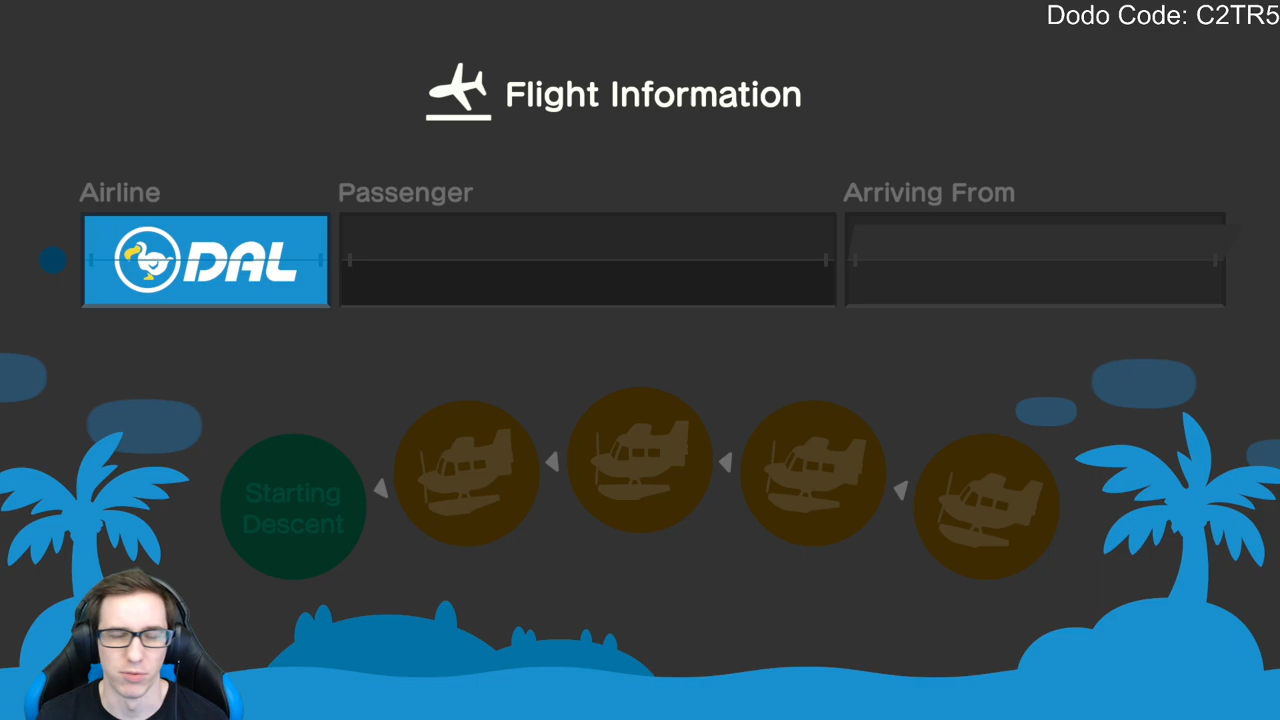 Dodo Code: C2TR5
Flight Information
Airline
Passenger
Arriving From
DAL
Starting
Descent